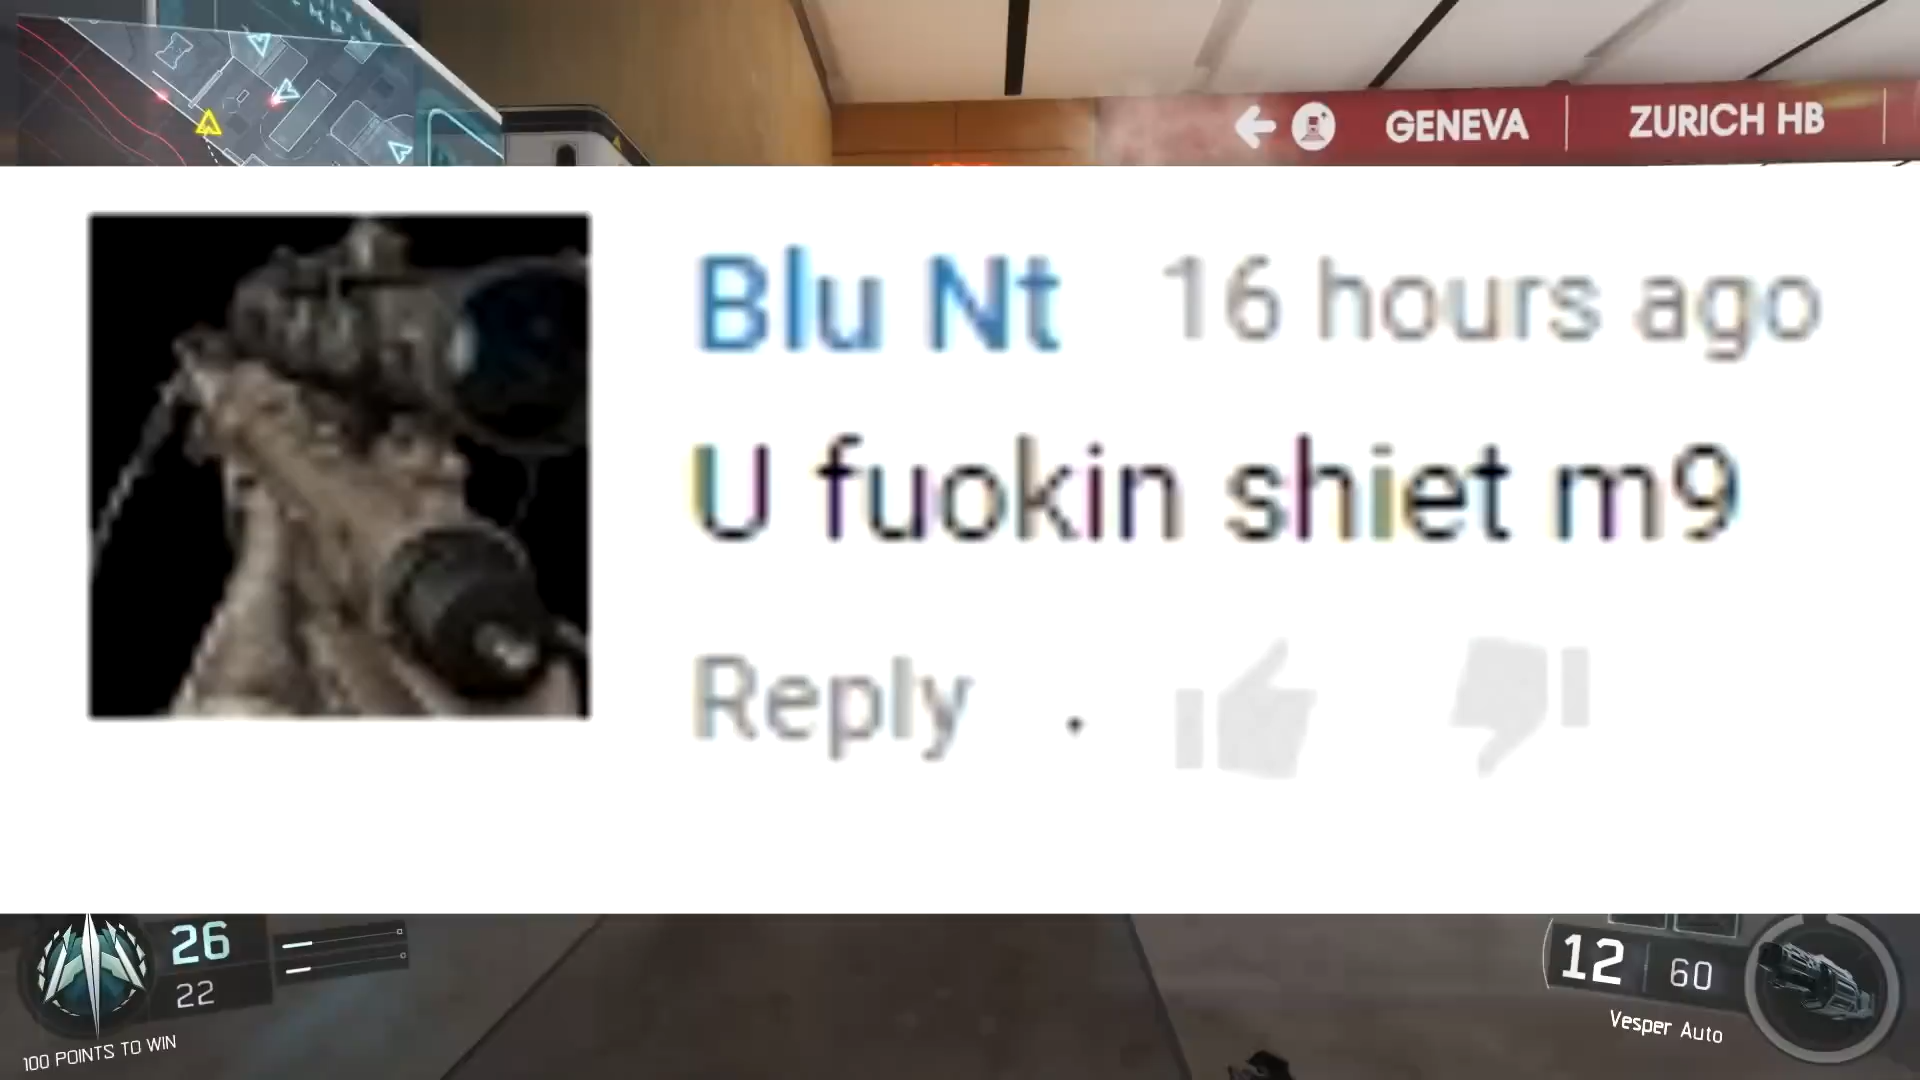 GENEVA
ZURICH HB
Blu Nt 16 hours ago
U fuokin shiet m9
Reply .
26
22
100 POINTS TO WIN
12 60
Vesper Auto